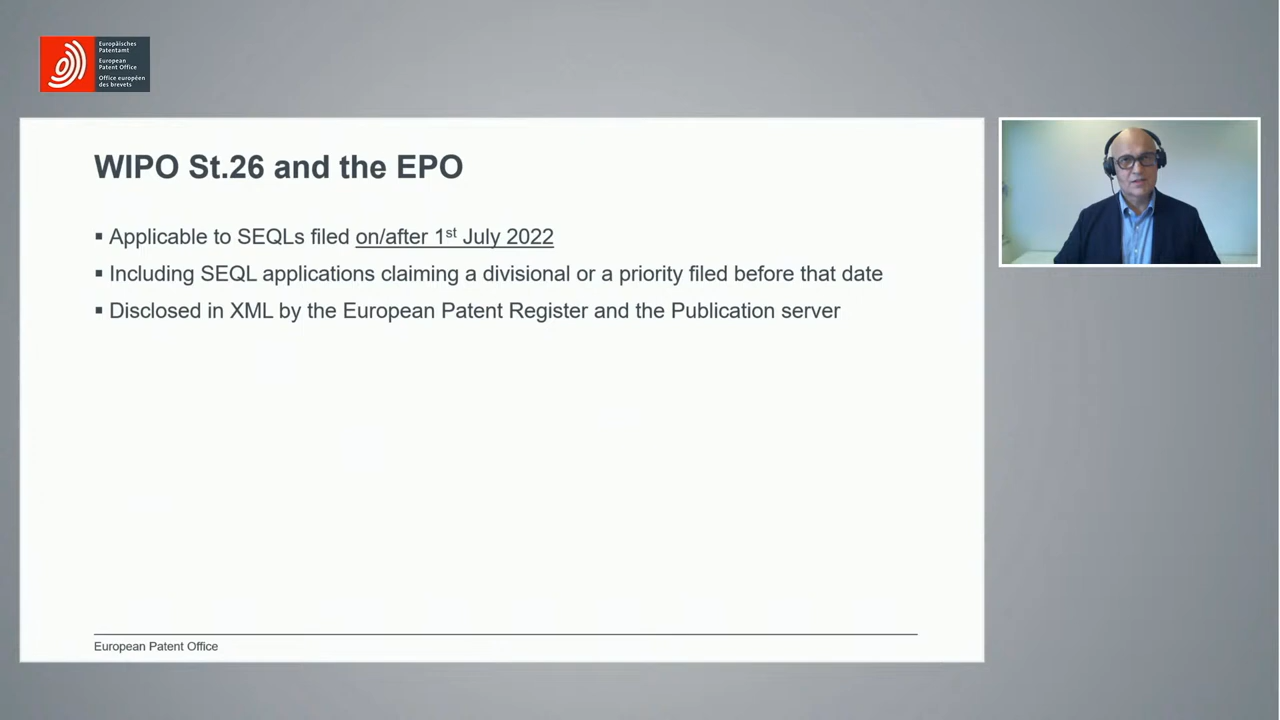 Europäisches
Patentamt
European
Patent Office
Office européen
des brevets
WIPO St.26 and the EPO
▪ Applicable to SEQLs filed on/after 1st July 2022
▪ Including SEQL applications claiming a divisional or a priority filed before that date
▪ Disclosed in XML by the European Patent Register and the Publication server
European Patent Office